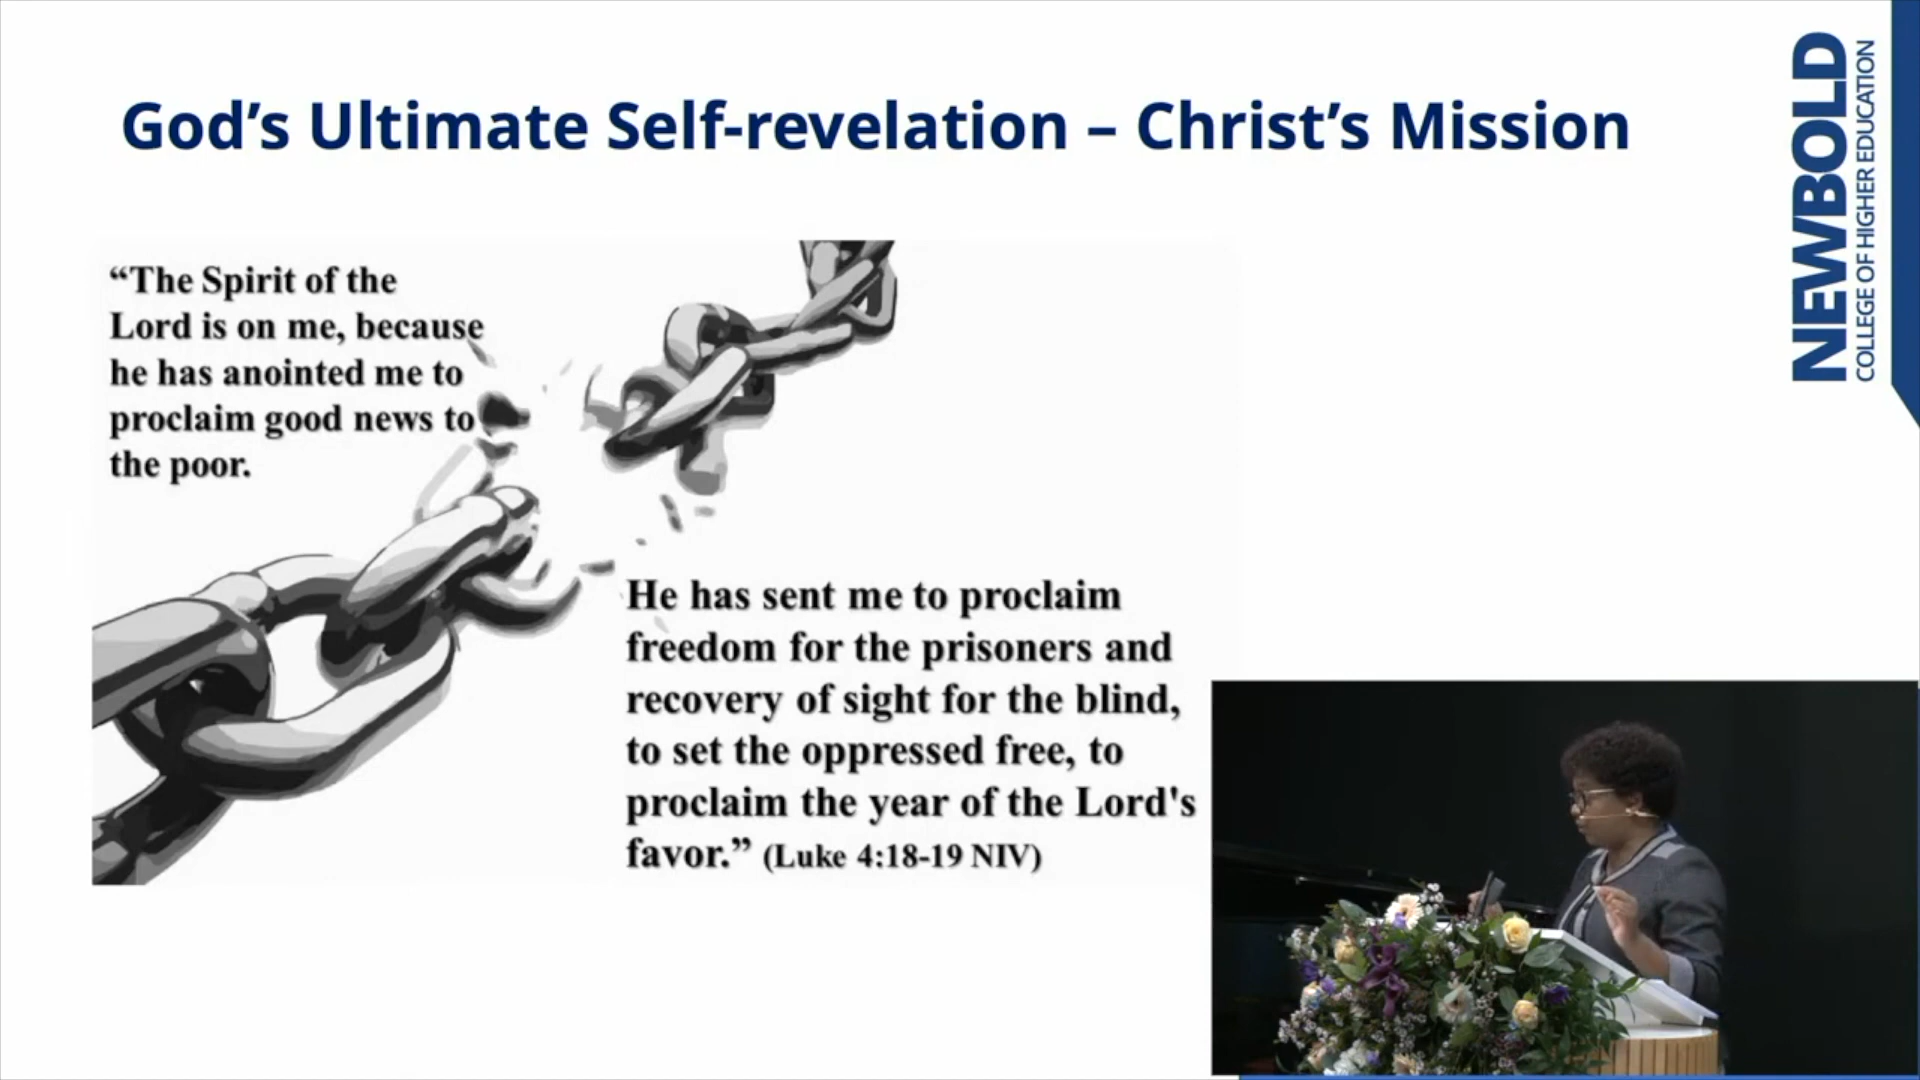 God’s Ultimate Self-revelation – Christ’s Mission
“The Spirit of the
Lord is on me, because
he has anointed me to
proclaim good news to
the poor.
He has sent me to proclaim
freedom for the prisoners and
recovery of sight for the blind,
to set the oppressed free, to
proclaim the year of the Lord's
favor.” (Luke 4:18-19 NIV)
NEWBOLD
COLLEGE OF HIGHER EDUCATION